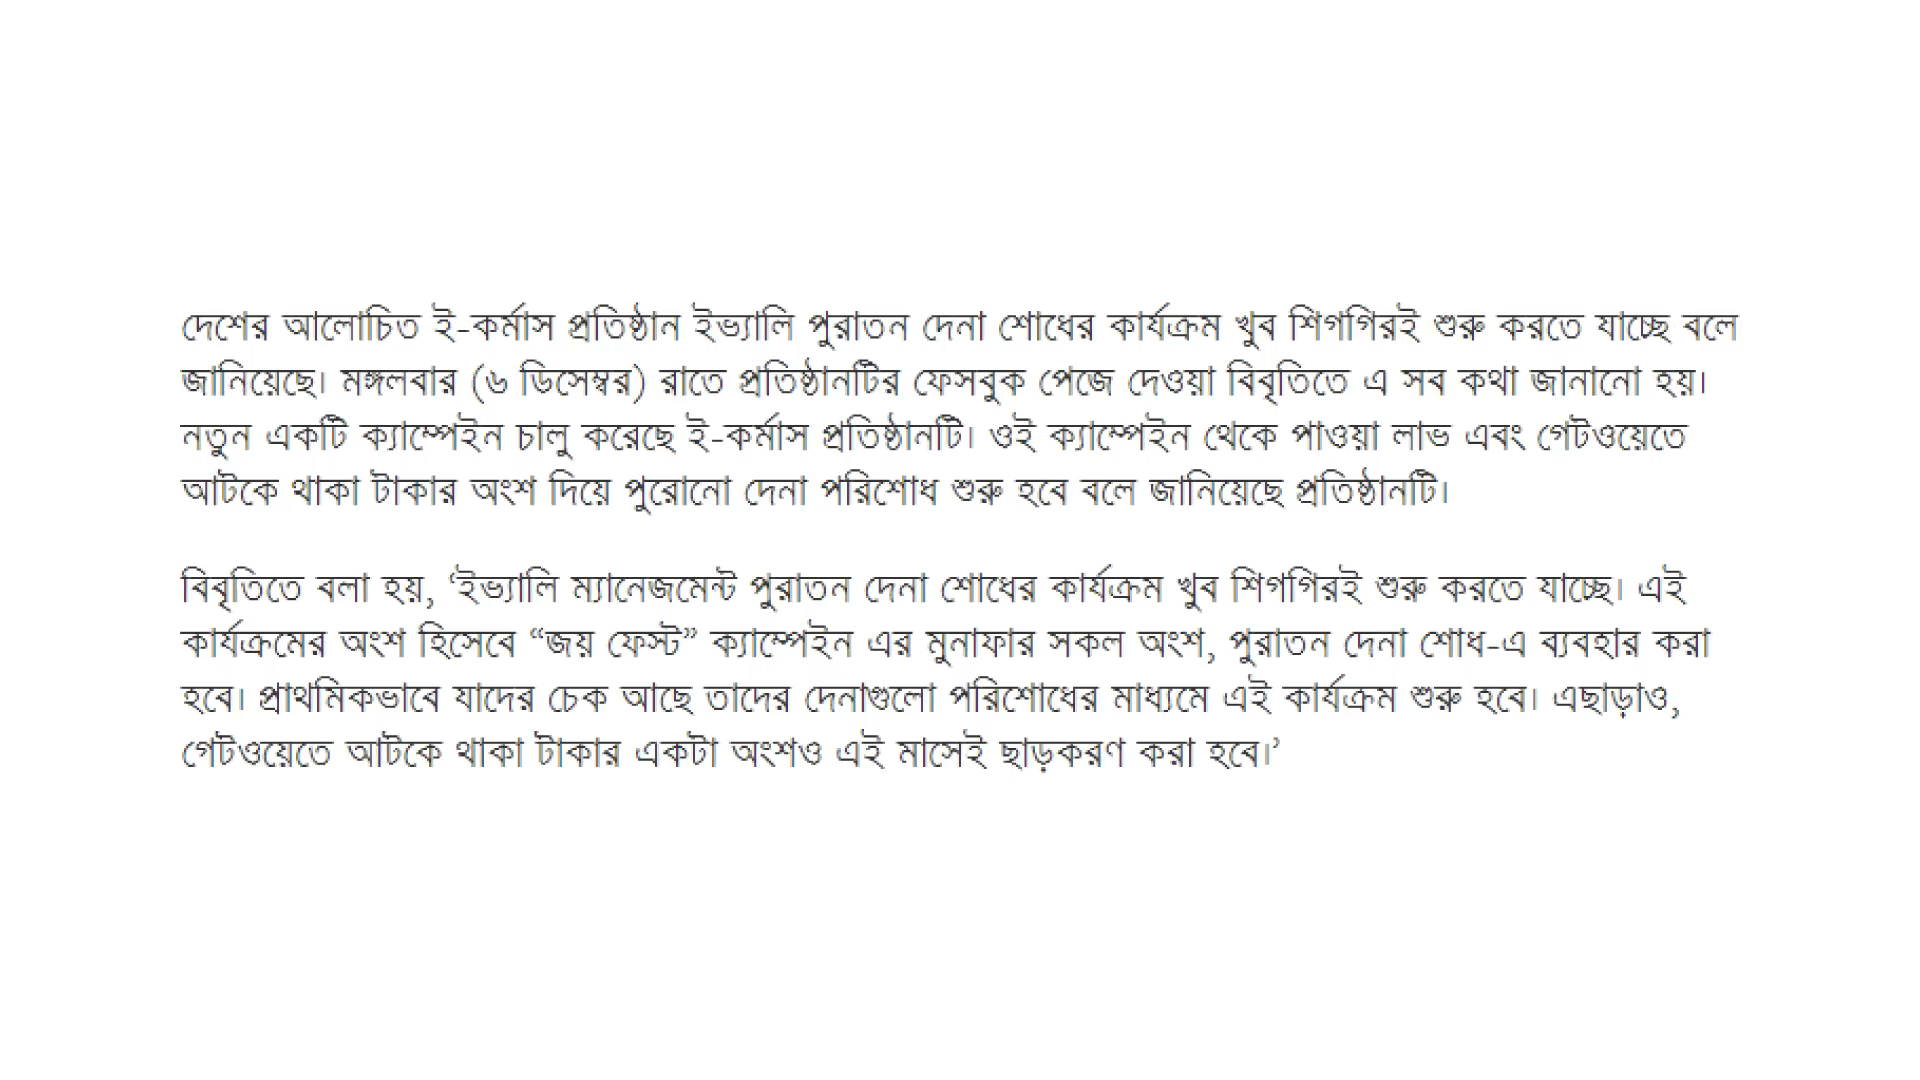 দেশের আলোচিত ই-কর্মাস প্রতিষ্ঠান ইভ্যালি পুরাতন দেনা শোধের কার্যক্রম খুব শিগগিরই শুরু করতে যাচ্ছে বলে
জানিয়েছে। মঙ্গলবার (৬ ডিসেম্বর) রাতে প্রতিষ্ঠানটির ফেসবুক পেজে দেওয়া বিবৃতিতে এ সব কথা জানানো হয়।
নতুন একটি ক্যাম্পেইন চালু করেছে ই-কর্মাস প্রতিষ্ঠানটি। ওই ক্যাম্পেইন থেকে পাওয়া লাভ এবং গেটওয়েতে
আটকে থাকা টাকার অংশ দিয়ে পুরোনো দেনা পরিশোধ শুরু হবে বলে জানিয়েছে প্রতিষ্ঠানটি।
বিবৃতিতে বলা হয়, ‘ইভ্যালি ম্যানেজমেন্ট পুরাতন দেনা শোধের কার্যক্রম খুব শিগগিরই শুরু করতে যাচ্ছে। এই
কার্যক্রমের অংশ হিসেবে “জয় ফেস্ট” ক্যাম্পেইন এর মুনাফার সকল অংশ, পুরাতন দেনা শোধ-এ ব্যবহার করা
হবে। প্রাথমিকভাবে যাদের চেক আছে তাদের দেনাগুলো পরিশোধের মাধ্যমে এই কার্যক্রম শুরু হবে। এছাড়াও,
গেটওয়েতে আটকে থাকা টাকার একটা অংশও এই মাসেই ছাড়করণ করা হবে।’